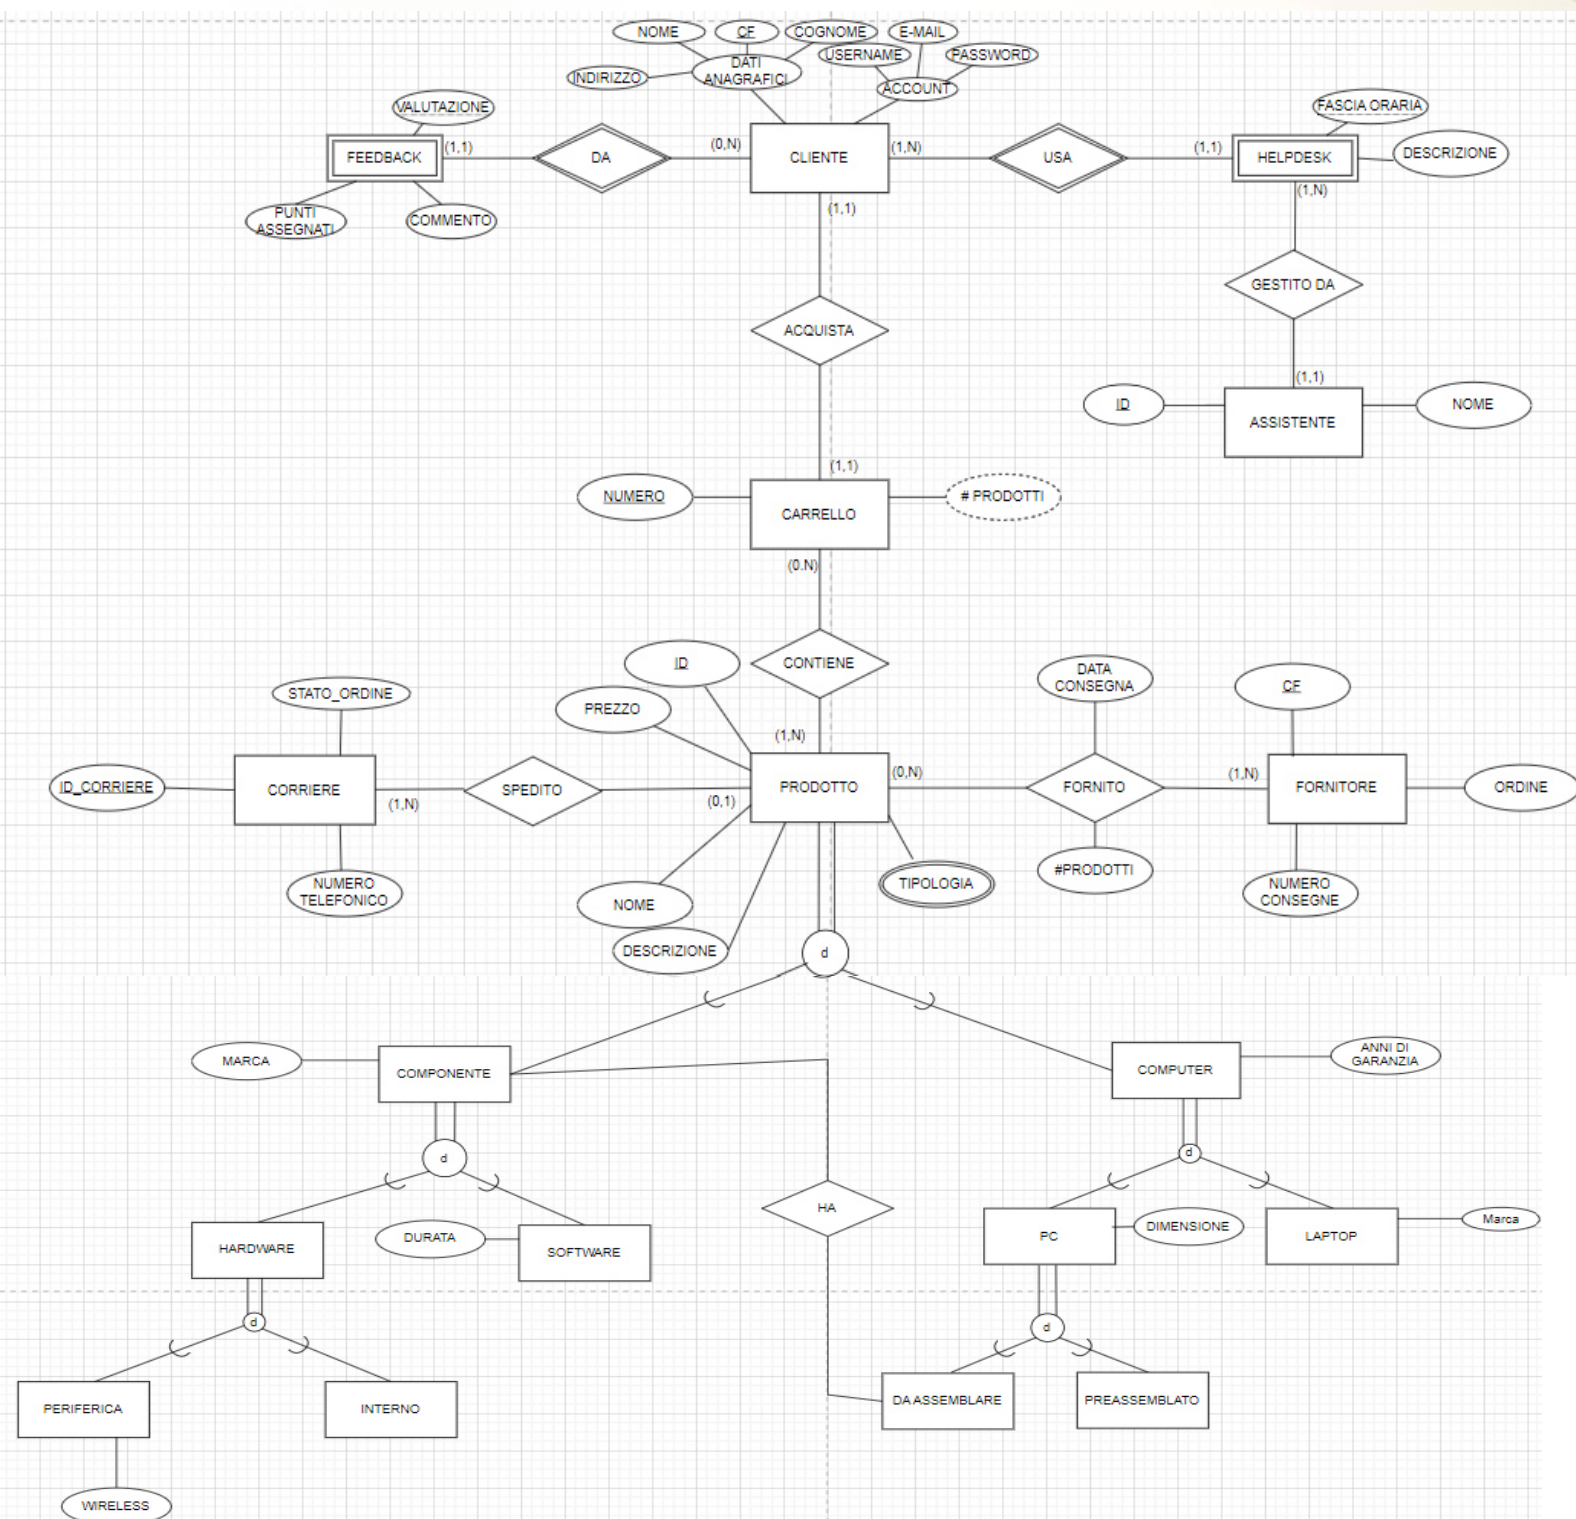 NOME
CF
COGNOME
E-MAIL
USERNAME
PASSWORD
INDIRIZZO
DATI
ANAGRAFICI
ACCOUNT
VALUTAZIONE
FASCIA ORARIA
FEEDBACK
(1,1)
DA
(0,N)
CLIENTE
(1,N)
USA
(1,1)
HELPDESK
DESCRIZIONE
PUNTI
ASSEGNATI
COMMENTO
(1,1)
(1,N)
GESTITO DA
ACQUISTA
(1,1)
ID
ASSISTENTE
NOME
(1,1)
NUMERO
CARRELLO
# PRODOTTI
(0.N)
CONTIENE
ID
PREZZO
(1,N)
DATA
CONSEGNA
CF
STATO_ORDINE
ID_CORRIERE
CORRIERE
(1,N)
SPEDITO
(0,1)
PRODOTTO
(0,N)
FORNITO
(1,N)
FORNITORE
ORDINE
NUMERO
TELEFONICO
NOME
DESCRIZIONE
TIPOLOGIA
#PRODOTTI
NUMERO
CONSEGNE
d
MARCA
COMPONENTE
COMPUTER
ANNI DI
GARANZIA
d
d
HARDWARE
DURATA
SOFTWARE
HA
PC
DIMENSIONE
LAPTOP
Marca
d
d
PERIFERICA
INTERNO
DA ASSEMBLARE
PREASSEMBLATO
WIRELESS